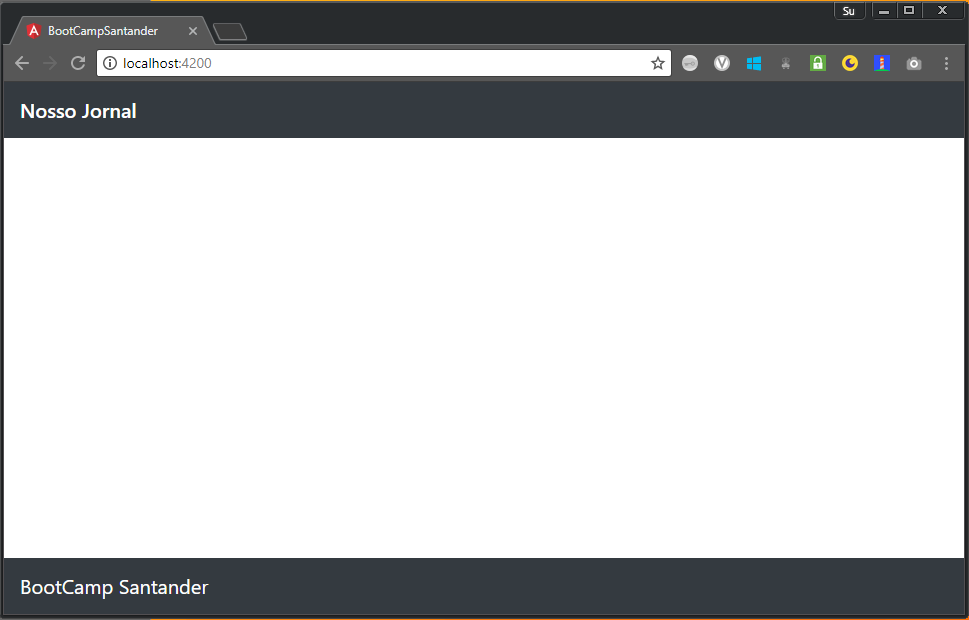 Su
BootCampSantander
localhost:4200
Nosso Jornal
BootCamp Santander